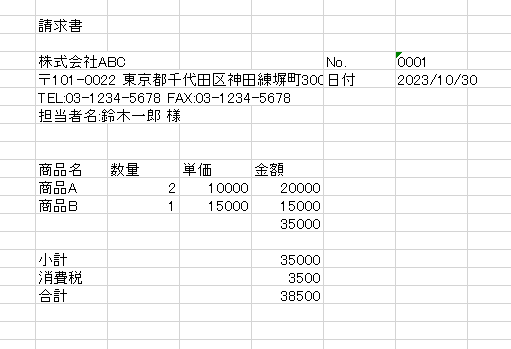 請求書
株式会社ABC No. 0001
〒101-0022 東京都千代田区神田練塀町300 日付 2023/10/30
TEL:03-1234-5678 FAX:03-1234-5678
担当者名:鈴木一郎 様
商品名 数量 単価 金額
商品A 2 10000 20000
商品B 1 15000 15000
35000
小計 35000
消費税 3500
合計 38500